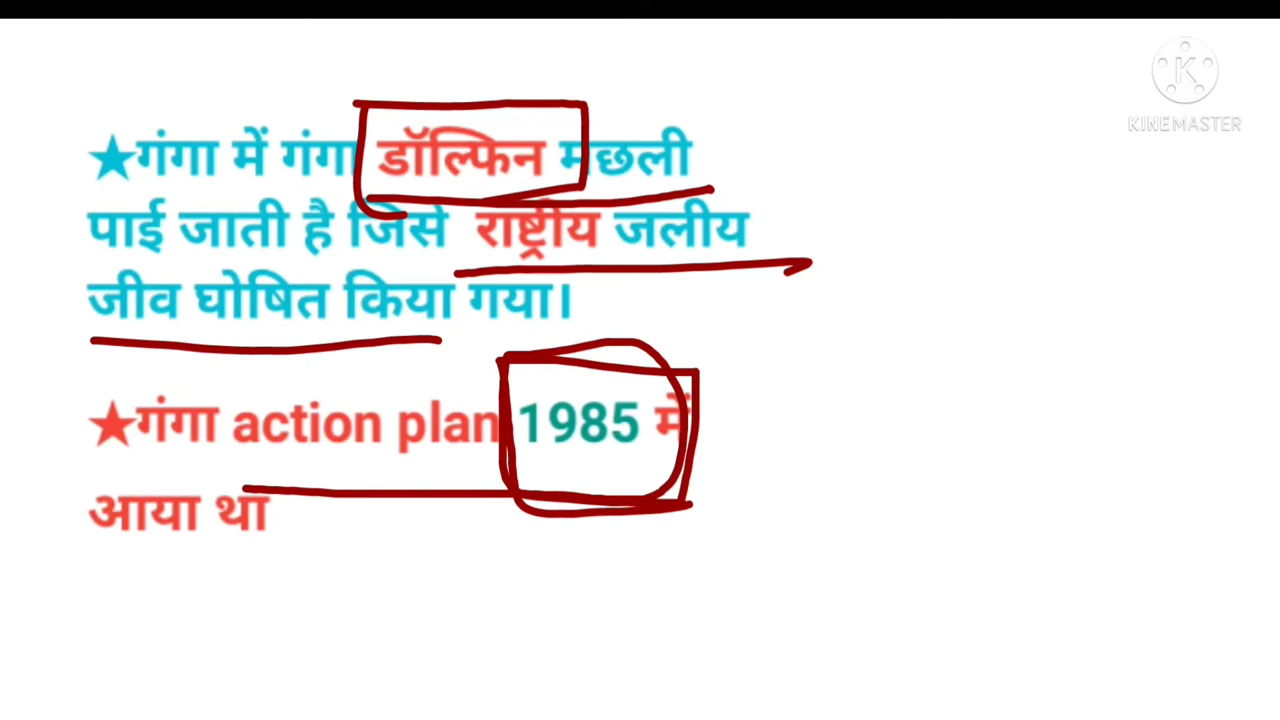 ★गंगा में गंगा डॉल्फिन मछली
पाई जाती है जिसे राष्ट्रीय जलीय
जीव घोषित किया गया।
★गंगा action plan 1985 में
आया था
K
KINEMASTER